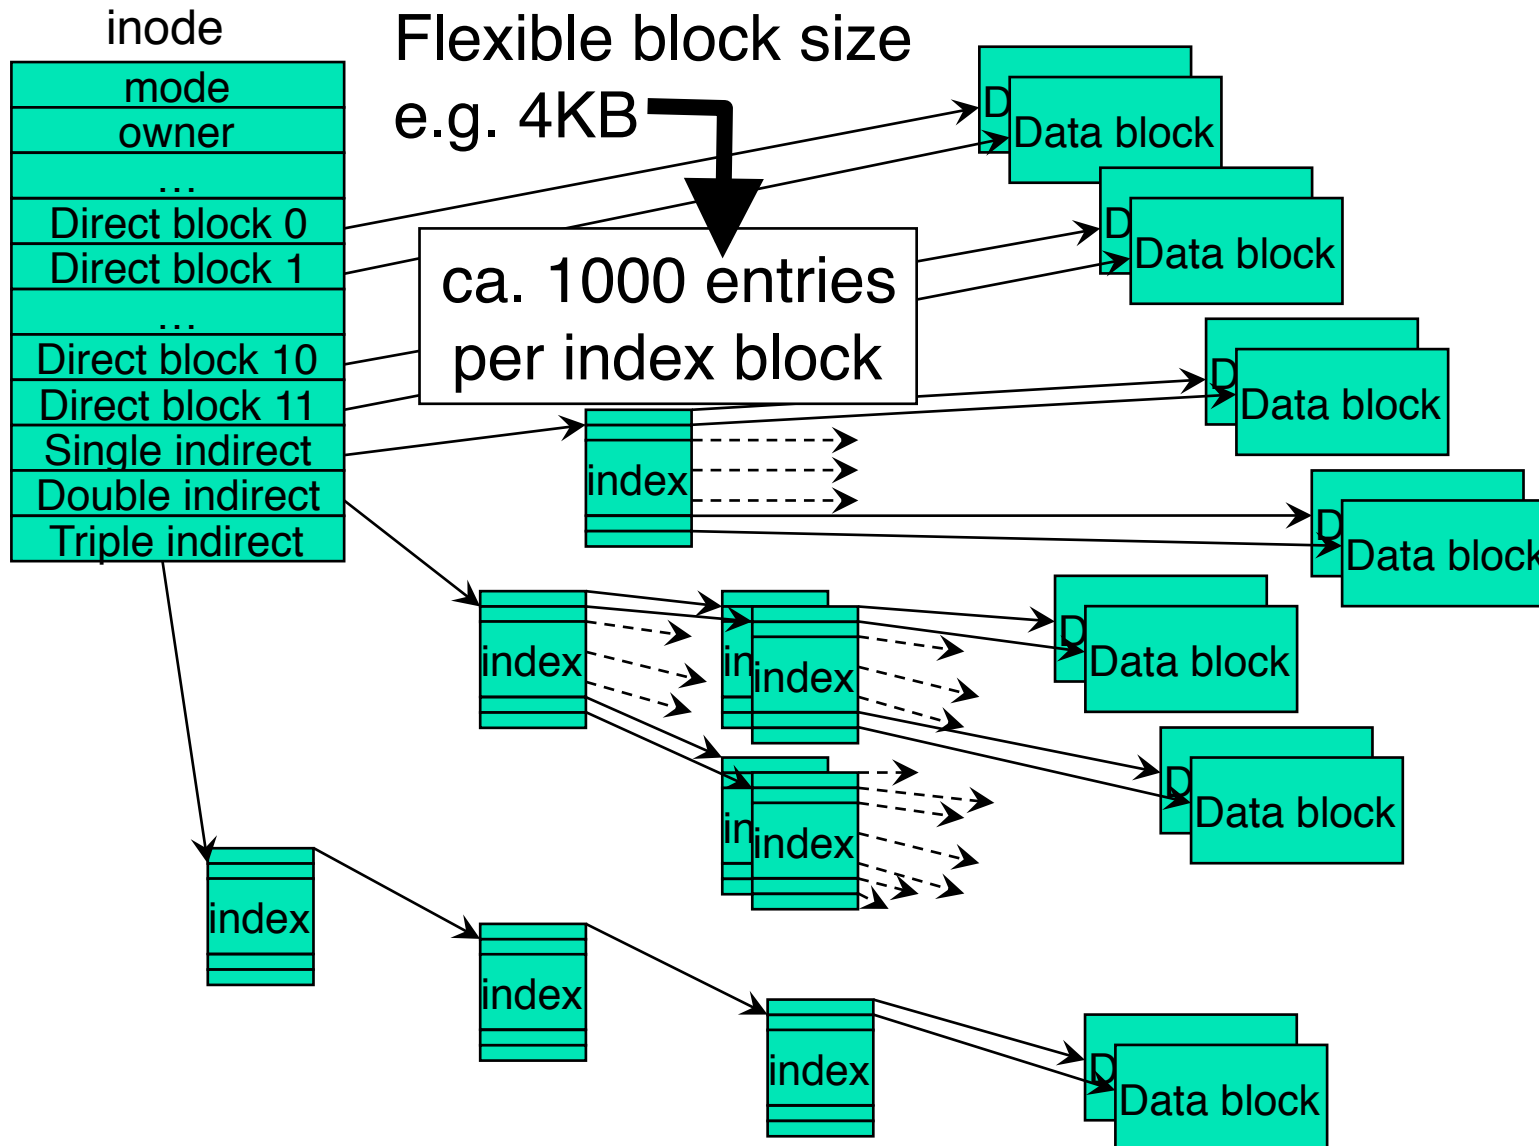 inode
Flexible block size
e.g. 4KB
mode
owner
...
Direct block 0
Direct block 1
...
Direct block 10
Direct block 11
Single indirect
Double indirect
Triple indirect
ca. 1000 entries
per index block
D
Data block
D
Data block
D
Data block
index
D
Data block
index
in
index
D
Data block
in
index
D
Data block
index
index
index
D
Data block